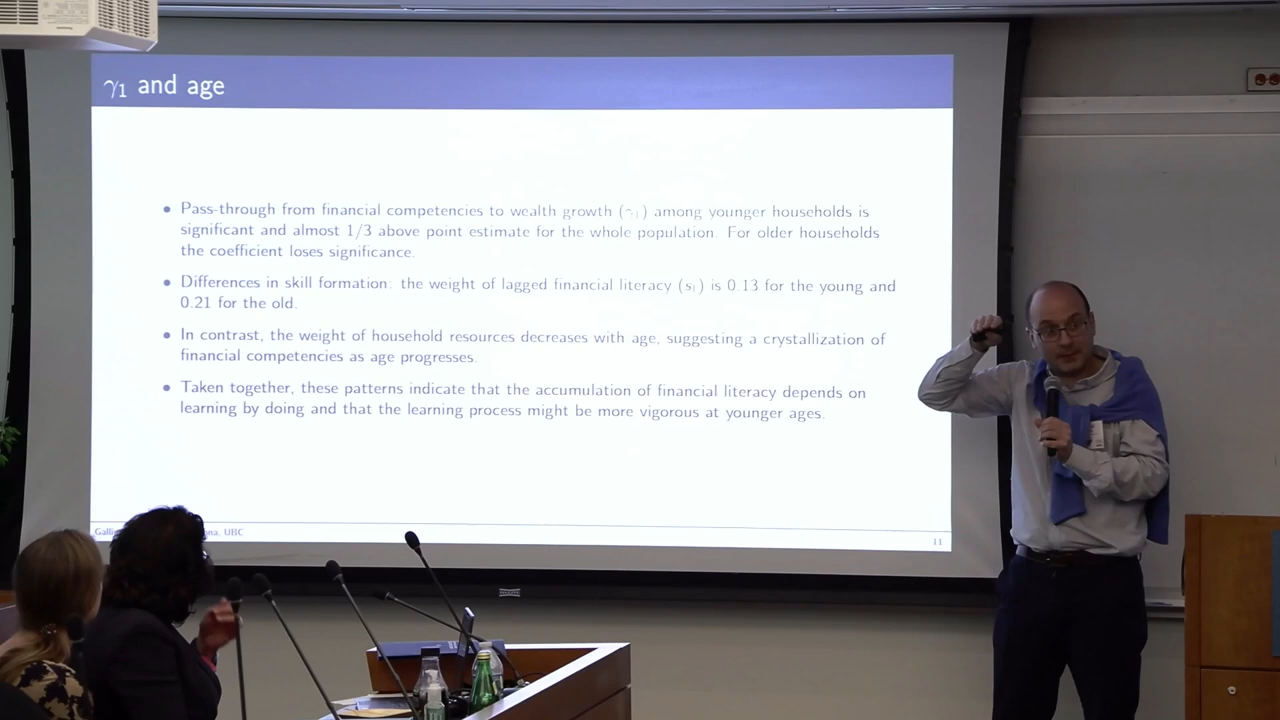 γ₁ and age
• Pass-through from financial competencies to wealth growth (γ₁) among younger households is
significant and almost 1/3 above point estimate for the whole population. For older households
the coefficient loses significance.
• Differences in skill formation: the weight of lagged financial literacy (s₁) is 0.13 for the young and
0.21 for the old.
• In contrast, the weight of household resources decreases with age, suggesting a crystallization of
financial competencies as age progresses.
• Taken together, these patterns indicate that the accumulation of financial literacy depends on
learning by doing and that the learning process might be more vigorous at younger ages.
UBC
11